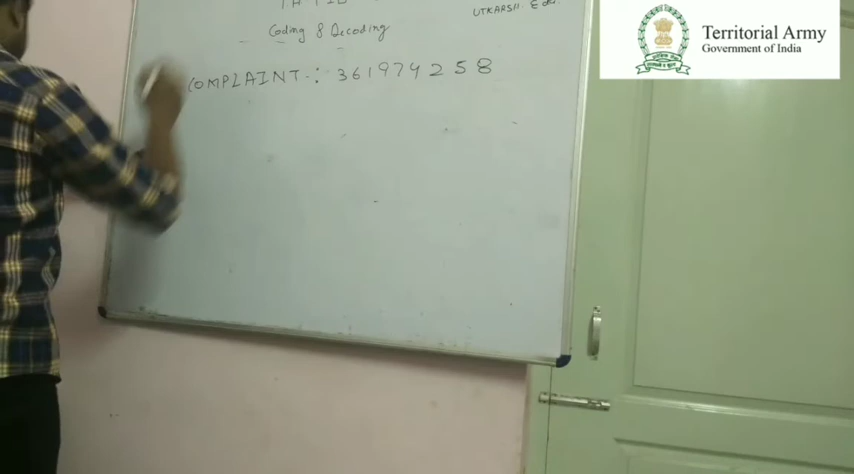 Coding & Decoding
UTKARSH Edu.
COMPLAINT -: 361974258
Territorial Army
Government of India